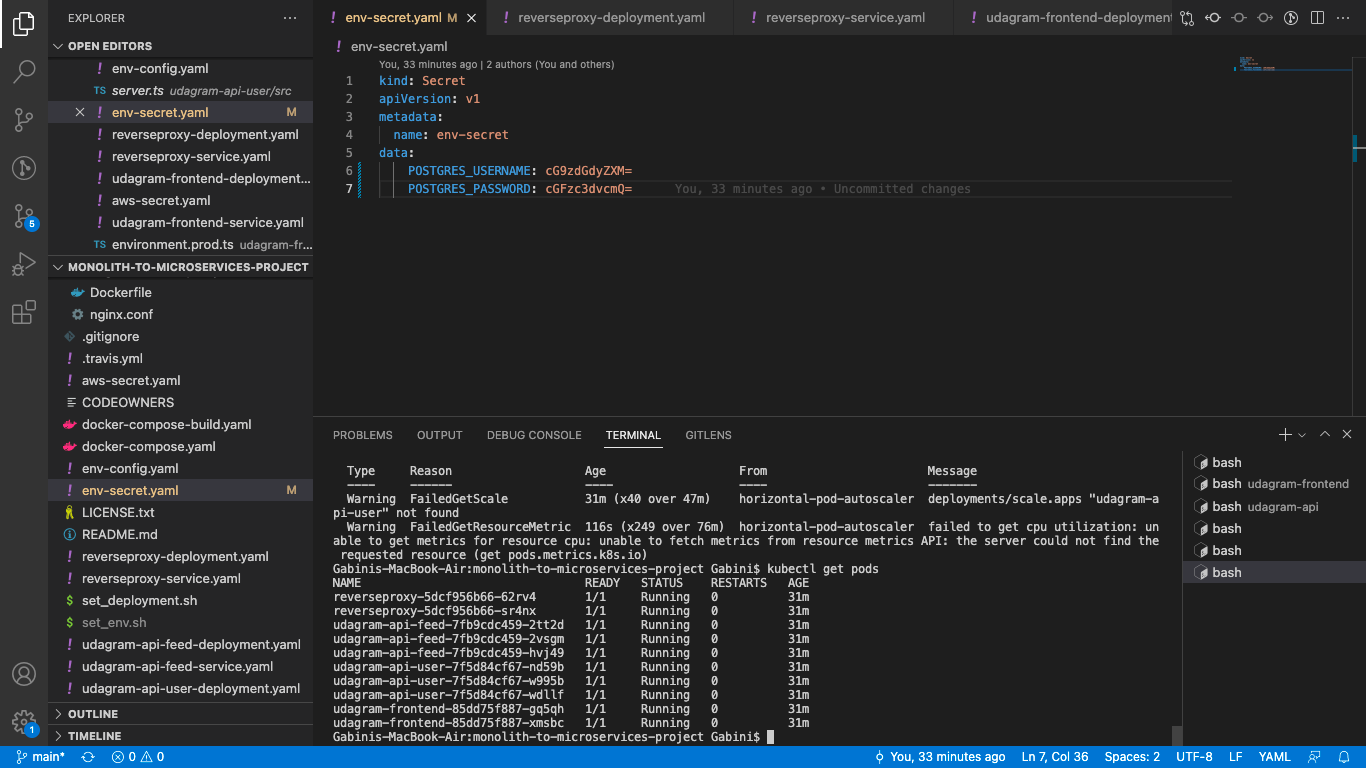 EXPLORER
···
OPEN EDITORS
env-config.yaml
TS server.ts udagram-api-user/src
env-secret.yaml M
reverseproxy-deployment.yaml
reverseproxy-service.yaml
udagram-frontend-deployment...
aws-secret.yaml
udagram-frontend-service.yaml
TS environment.prod.ts udagram-fr...
MONOLITH-TO-MICROSERVICES-PROJECT
Dockerfile
nginx.conf
.gitignore
.travis.yml
aws-secret.yaml
CODEOWNERS
docker-compose-build.yaml
docker-compose.yaml
env-config.yaml
env-secret.yaml M
LICENSE.txt
README.md
reverseproxy-deployment.yaml
reverseproxy-service.yaml
$ set_deployment.sh
$ set_env.sh
udagram-api-feed-deployment.yaml
udagram-api-feed-service.yaml
udagram-api-user-deployment.yaml
OUTLINE
TIMELINE
5
1
! env-secret.yaml M ! reverseproxy-deployment.yaml ! reverseproxy-service.yaml ! udagram-frontend-deployment
! env-secret.yaml
You, 33 minutes ago | 2 authors (You and others)
1 kind: Secret
2 apiVersion: v1
3 metadata:
4 name: env-secret
5 data:
6 POSTGRES_USERNAME: cG9zdGdyZXM=
7 POSTGRES_PASSWORD: cGFzc3dvcmQ= You, 33 minutes ago • Uncommitted changes
PROBLEMS OUTPUT DEBUG CONSOLE TERMINAL GITLENS
Type Reason Age From Message
---- ------ ---- ---- -------
Warning FailedGetScale 31m (x40 over 47m) horizontal-pod-autoscaler deployments/scale.apps "udagram-a
pi-user" not found
Warning FailedGetResourceMetric 116s (x249 over 76m) horizontal-pod-autoscaler failed to get cpu utilization: un
able to get metrics for resource cpu: unable to fetch metrics from resource metrics API: the server could not find the
requested resource (get pods.metrics.k8s.io)
Gabinis-MacBook-Air:monolith-to-microservices-project Gabini$ kubectl get pods
NAME READY STATUS RESTARTS AGE
reverseproxy-5dcf956b66-62rv4 1/1 Running 0 31m
reverseproxy-5dcf956b66-sr4nx 1/1 Running 0 31m
udagram-api-feed-7fb9cdc459-2tt2d 1/1 Running 0 31m
udagram-api-feed-7fb9cdc459-2vsgm 1/1 Running 0 31m
udagram-api-feed-7fb9cdc459-hvj49 1/1 Running 0 31m
udagram-api-user-7f5d84cf67-nd59b 1/1 Running 0 31m
udagram-api-user-7f5d84cf67-w995b 1/1 Running 0 31m
udagram-api-user-7f5d84cf67-wdllf 1/1 Running 0 31m
udagram-frontend-85dd75f887-gq5qh 1/1 Running 0 31m
udagram-frontend-85dd75f887-xmsbc 1/1 Running 0 31m
Gabinis-MacBook-Air:monolith-to-microservices-project Gabini$
bash
bash udagram-frontend
bash udagram-api
bash
bash
bash
main* 0 0 You, 33 minutes ago Ln 7, Col 36 Spaces: 2 UTF-8 LF YAML